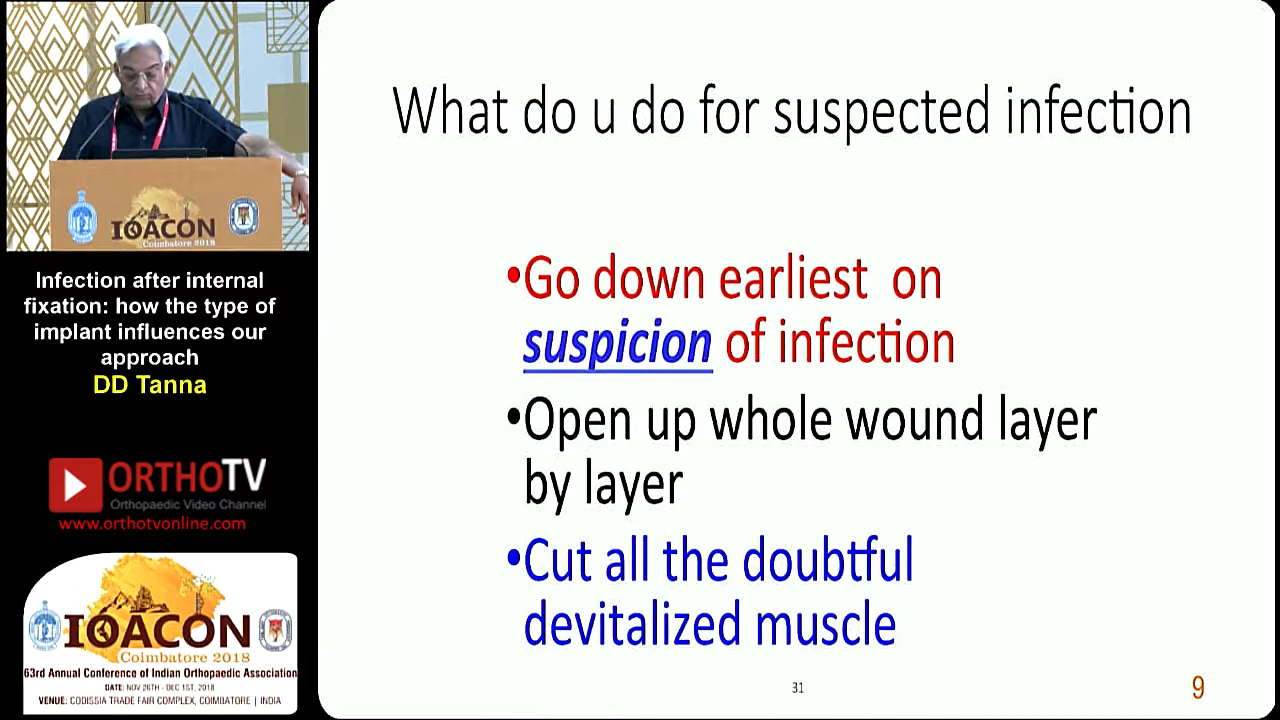 What do u do for suspected infection
•Go down earliest on
suspicion of infection
•Open up whole wound layer
by layer
•Cut all the doubtful
devitalized muscle
31
9
IOACON
Coimbatore 2018
Infection after internal
fixation: how the type of
implant influences our
approach
DD Tanna
ORTHOTV
Orthopaedic Video Channel
www.orthotvonline.com
IOACON
Coimbatore 2018
63rd Annual Conference of Indian Orthopaedic Association
DATE: NOV 26TH - DEC 1ST, 2018
VENUE: CODISSIA TRADE FAIR COMPLEX, COIMBATORE | INDIA